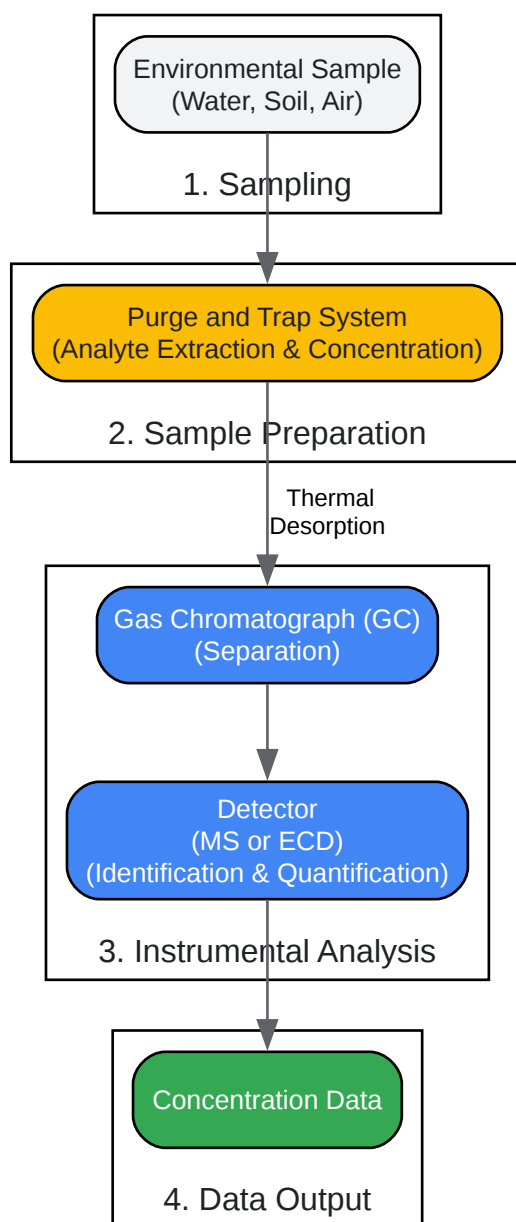 Environmental Sample
(Water, Soil, Air)
1. Sampling
Purge and Trap System
(Analyte Extraction & Concentration)
2. Sample Preparation
Thermal
Desorption
Gas Chromatograph (GC)
(Separation)
Detector
(MS or ECD)
(Identification & Quantification)
3. Instrumental Analysis
Concentration Data
4. Data Output